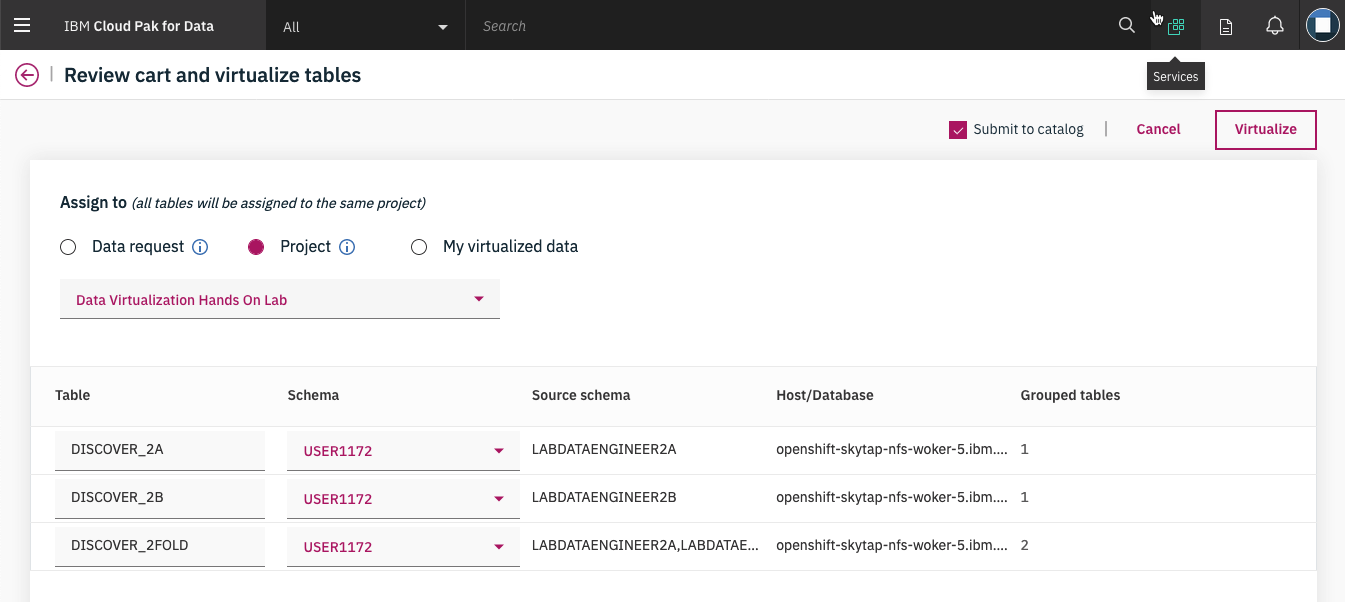 IBM Cloud Pak for Data All Search
Review cart and virtualize tables
Services
Submit to catalog | Cancel Virtualize
Assign to (all tables will be assigned to the same project)
Data request Project My virtualized data
Data Virtualization Hands On Lab
Table Schema Source schema Host/Database Grouped tables
DISCOVER_2A USER1172 LABDATAENGINEER2A openshift-skytap-nfs-woker-5.ibm.... 1
DISCOVER_2B USER1172 LABDATAENGINEER2B openshift-skytap-nfs-woker-5.ibm.... 1
DISCOVER_2FOLD USER1172 LABDATAENGINEER2A,LABDATAE... openshift-skytap-nfs-woker-5.ibm.... 2